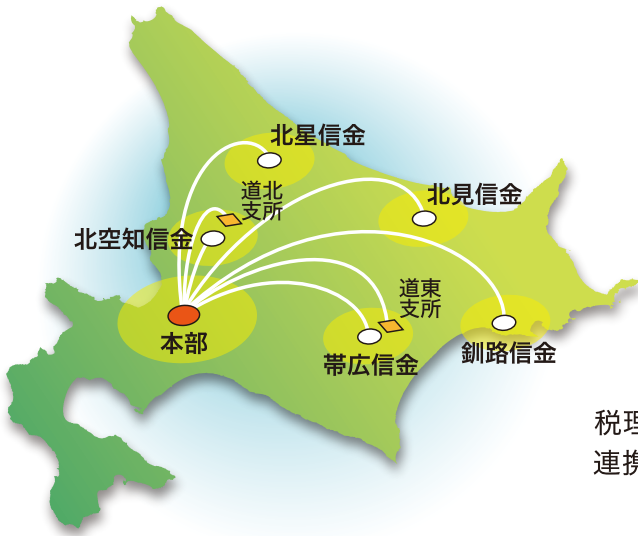 北星信金
道北
支所
北見信金
北空知信金
道東
支所
本部
帯広信金
釧路信金
税理
連携